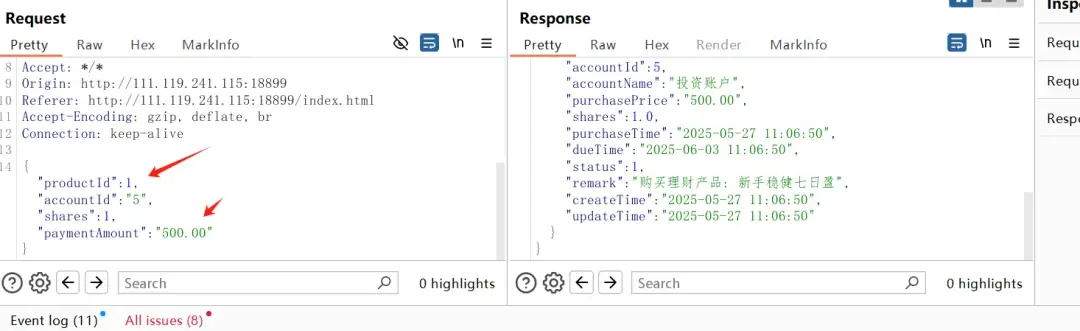 Request
Pretty Raw Hex MarkInfo
\n
8 Accept: */*
9 Origin: http://111.119.241.115:18899
10 Referer: http://111.119.241.115:18899/index.html
11 Accept-Encoding: gzip, deflate, br
12 Connection: keep-alive
13
14 {
"productId":1,
"accountId":"5",
"shares":1,
"paymentAmount":"500.00"
}
Search
0 highlights
Response
Pretty Raw Hex Render MarkInfo
\n
"accountId":5,
"accountName":"投资账户",
"purchasePrice":"500.00",
"shares":1.0,
"purchaseTime":"2025-05-27 11:06:50",
"dueTime":"2025-06-03 11:06:50",
"status":1,
"remark":"购买理财产品: 新手稳健七日盈",
"createTime":"2025-05-27 11:06:50",
"updateTime":"2025-05-27 11:06:50"
}
}
Search
0 highlights
Inspe
Requ
Requ
Respo
Event log (11) All issues (8)